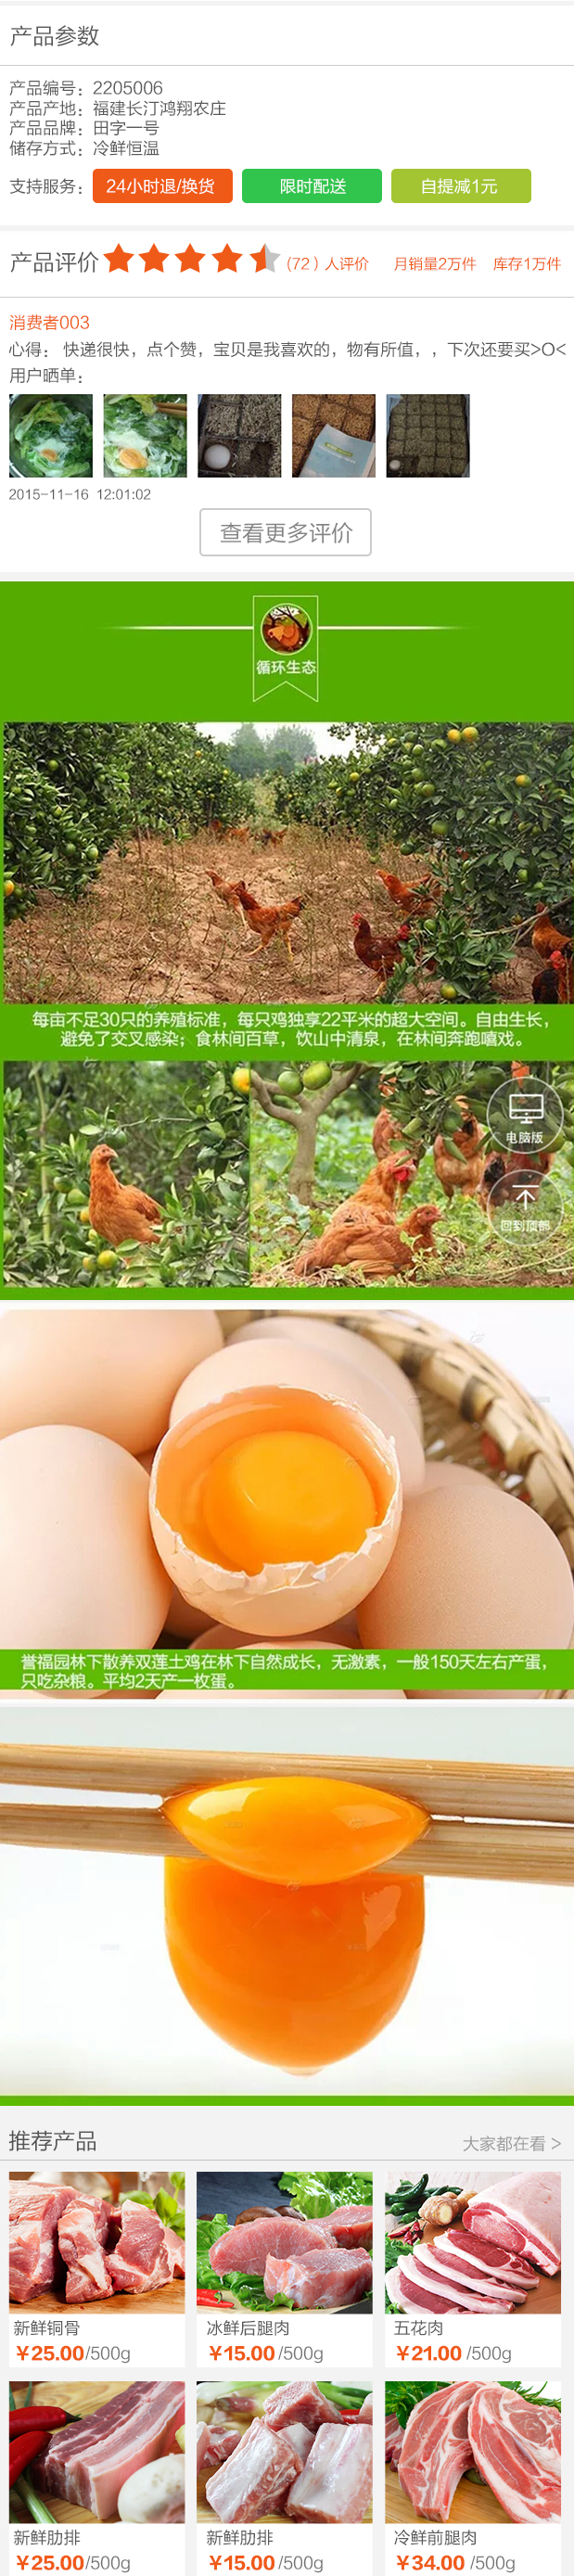 产品参数
产品编号：2205006
产品产地：福建长汀鸿翔农庄
产品品牌：田字一号
储存方式：冷鲜恒温
支持服务： 24小时退/换货 限时配送 自提减1元
产品评价 (72）人评价 月销量2万件 库存1万件
消费者003
心得： 快递很快，点个赞，宝贝是我喜欢的，物有所值，，下次还要买>O<
用户晒单：
2015-11-16 12:01:02
查看更多评价
循环生态
每亩不足30只的养殖标准，每只鸡独享22平米的超大空间。自由生长，
避免了交叉感染；食林间百草，饮山中清泉，在林间奔跑嘻戏。
电脑版
回到顶部
誉福园林下散养双莲土鸡在林下自然成长，无激素，一般150天左右产蛋，
只吃杂粮。平均2天产一枚蛋。
推荐产品 大家都在看 >
新鲜铜骨 冰鲜后腿肉 五花肉
¥25.00/500g ¥15.00/500g ¥21.00/500g
新鲜肋排 新鲜肋排 冷鲜前腿肉
¥25.00/500g ¥15.00/500g ¥34.00/500g